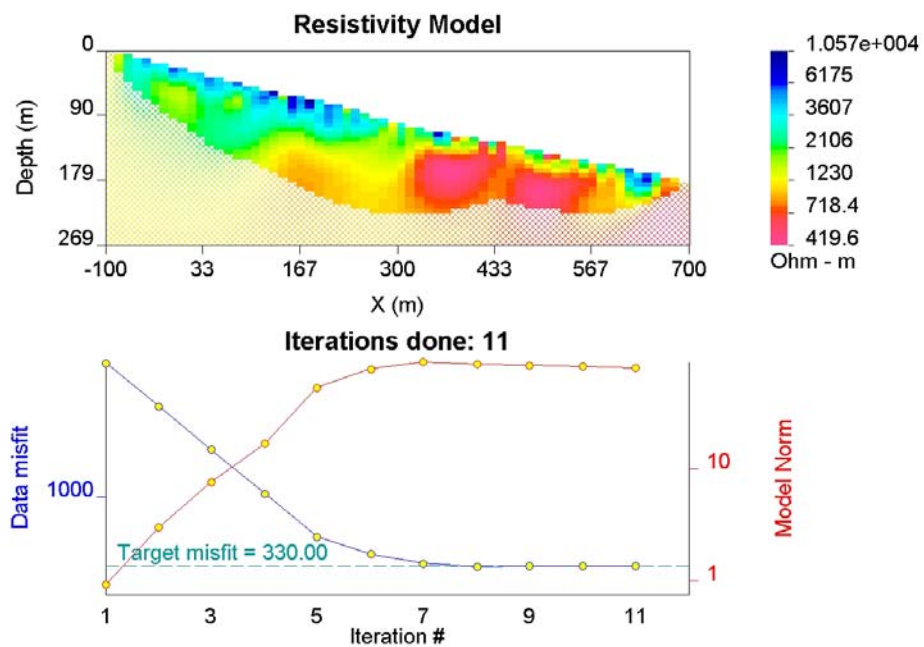 Resistivity Model
Depth (m)
0
90
179
269
-100 33 167 300 433 567 700
X (m)
1.057e+004
6175
3607
2106
1230
718.4
419.6
Ohm - m
Iterations done: 11
Data misfit
1000
Target misfit = 330.00
10
1
Model Norm
1 3 5 7 9 11
Iteration #